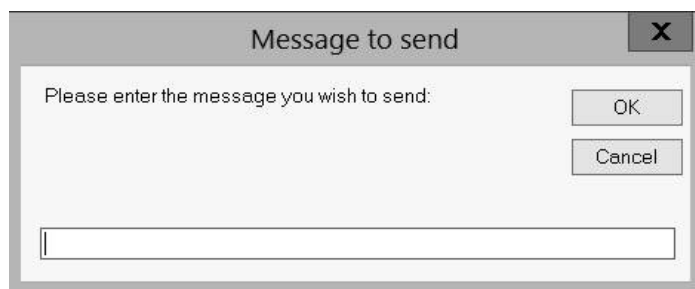 Message to send
X
Please enter the message you wish to send:
OK
Cancel